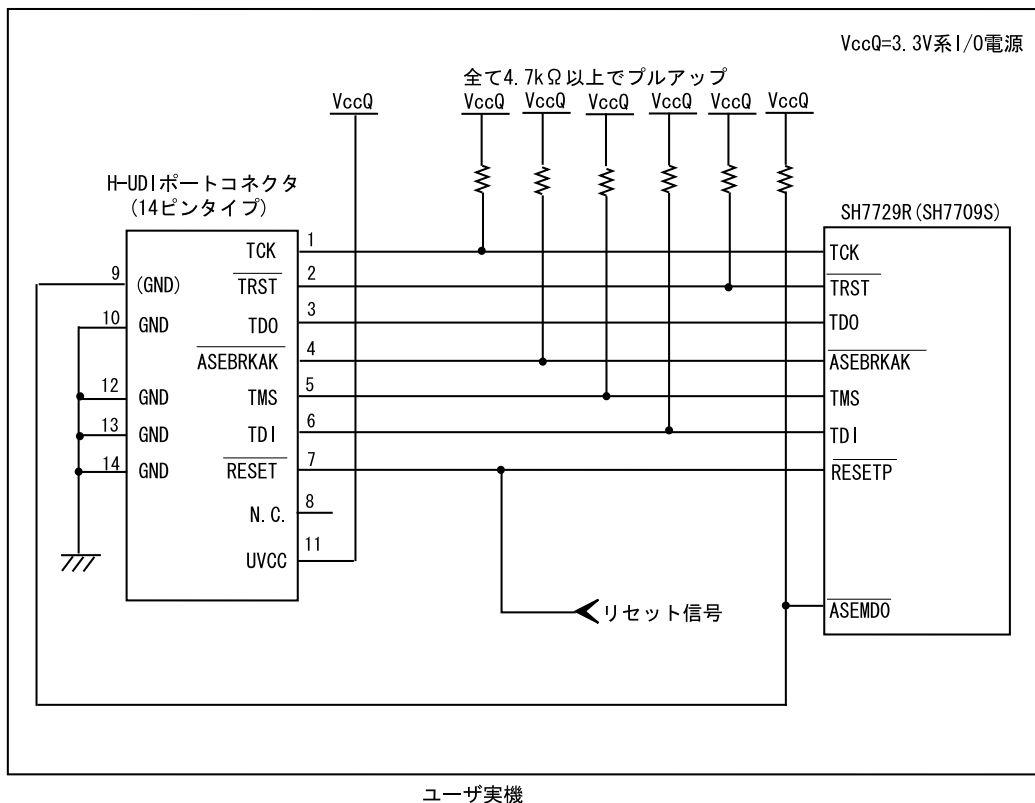 VccQ=3.3V系I/O電源
全て4.7kΩ以上でプルアップ
VccQ VccQ VccQ VccQ VccQ VccQ VccQ
H-UDIポートコネクタ
(14ピンタイプ)
SH7729R(SH7709S)
TCK 1 TCK
9 (GND) TRST 2 TRST
10 GND TDO 3 TDO
ASEBRKAK 4 ASEBRKAK
12 GND TMS 5 TMS
13 GND TDI 6 TDI
14 GND RESET 7 RESETP
N.C. 8
UVCC 11
リセット信号
ASEMD0
ユーザ実機